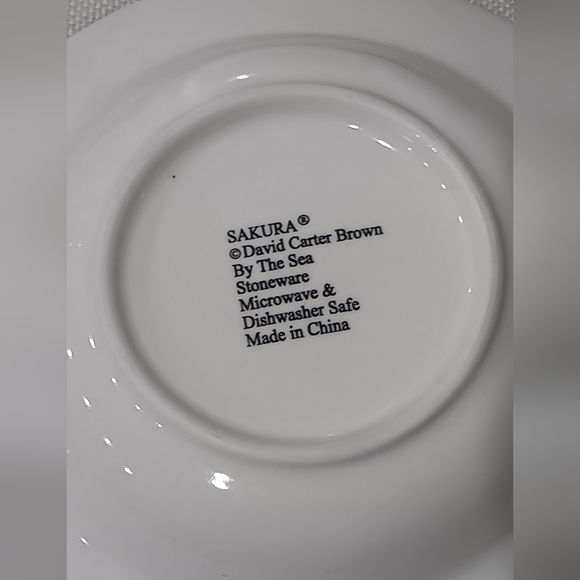 SAKURA®
©David Carter Brown
By The Sea
Stoneware
Microwave &
Dishwasher Safe
Made in China